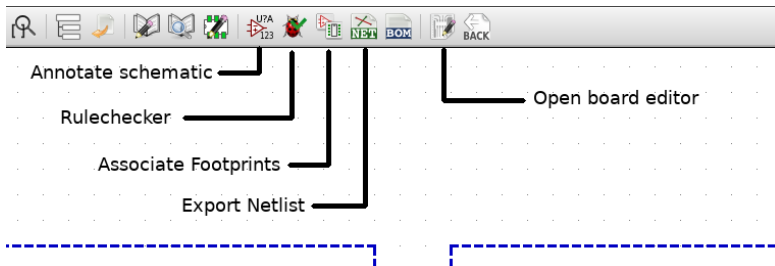 U?A
123
NET
BOM
BACK
Annotate schematic
Open board editor
Rulechecker
Associate Footprints
Export Netlist